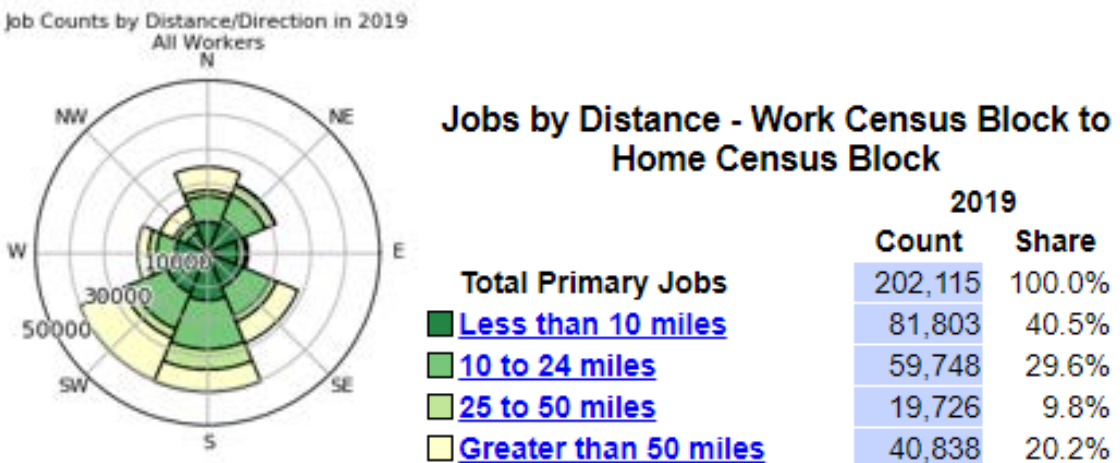 Job Counts by Distance/Direction in 2019
All Workers
N
NW
NE
W
E
10000
30000
50000
SW
SE
S
Jobs by Distance - Work Census Block to
Home Census Block
2019
Count Share
Total Primary Jobs 202,115 100.0%
Less than 10 miles 81,803 40.5%
10 to 24 miles 59,748 29.6%
25 to 50 miles 19,726 9.8%
Greater than 50 miles 40,838 20.2%